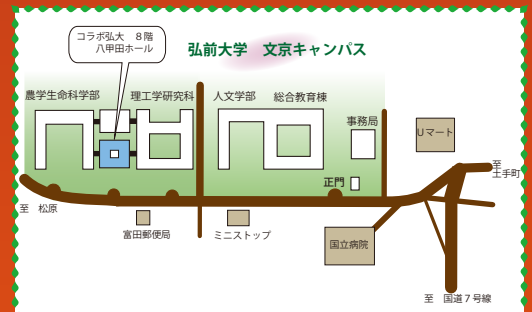 コラボ弘大　８階
八甲田ホール
弘前大学　文京キャンパス
農学生命科学部
理工学研究科
人文学部
総合教育棟
事務局
Uマート
至
土手町
正門
至　松原
富田郵便局
ミニストップ
国立病院
至　国道７号線